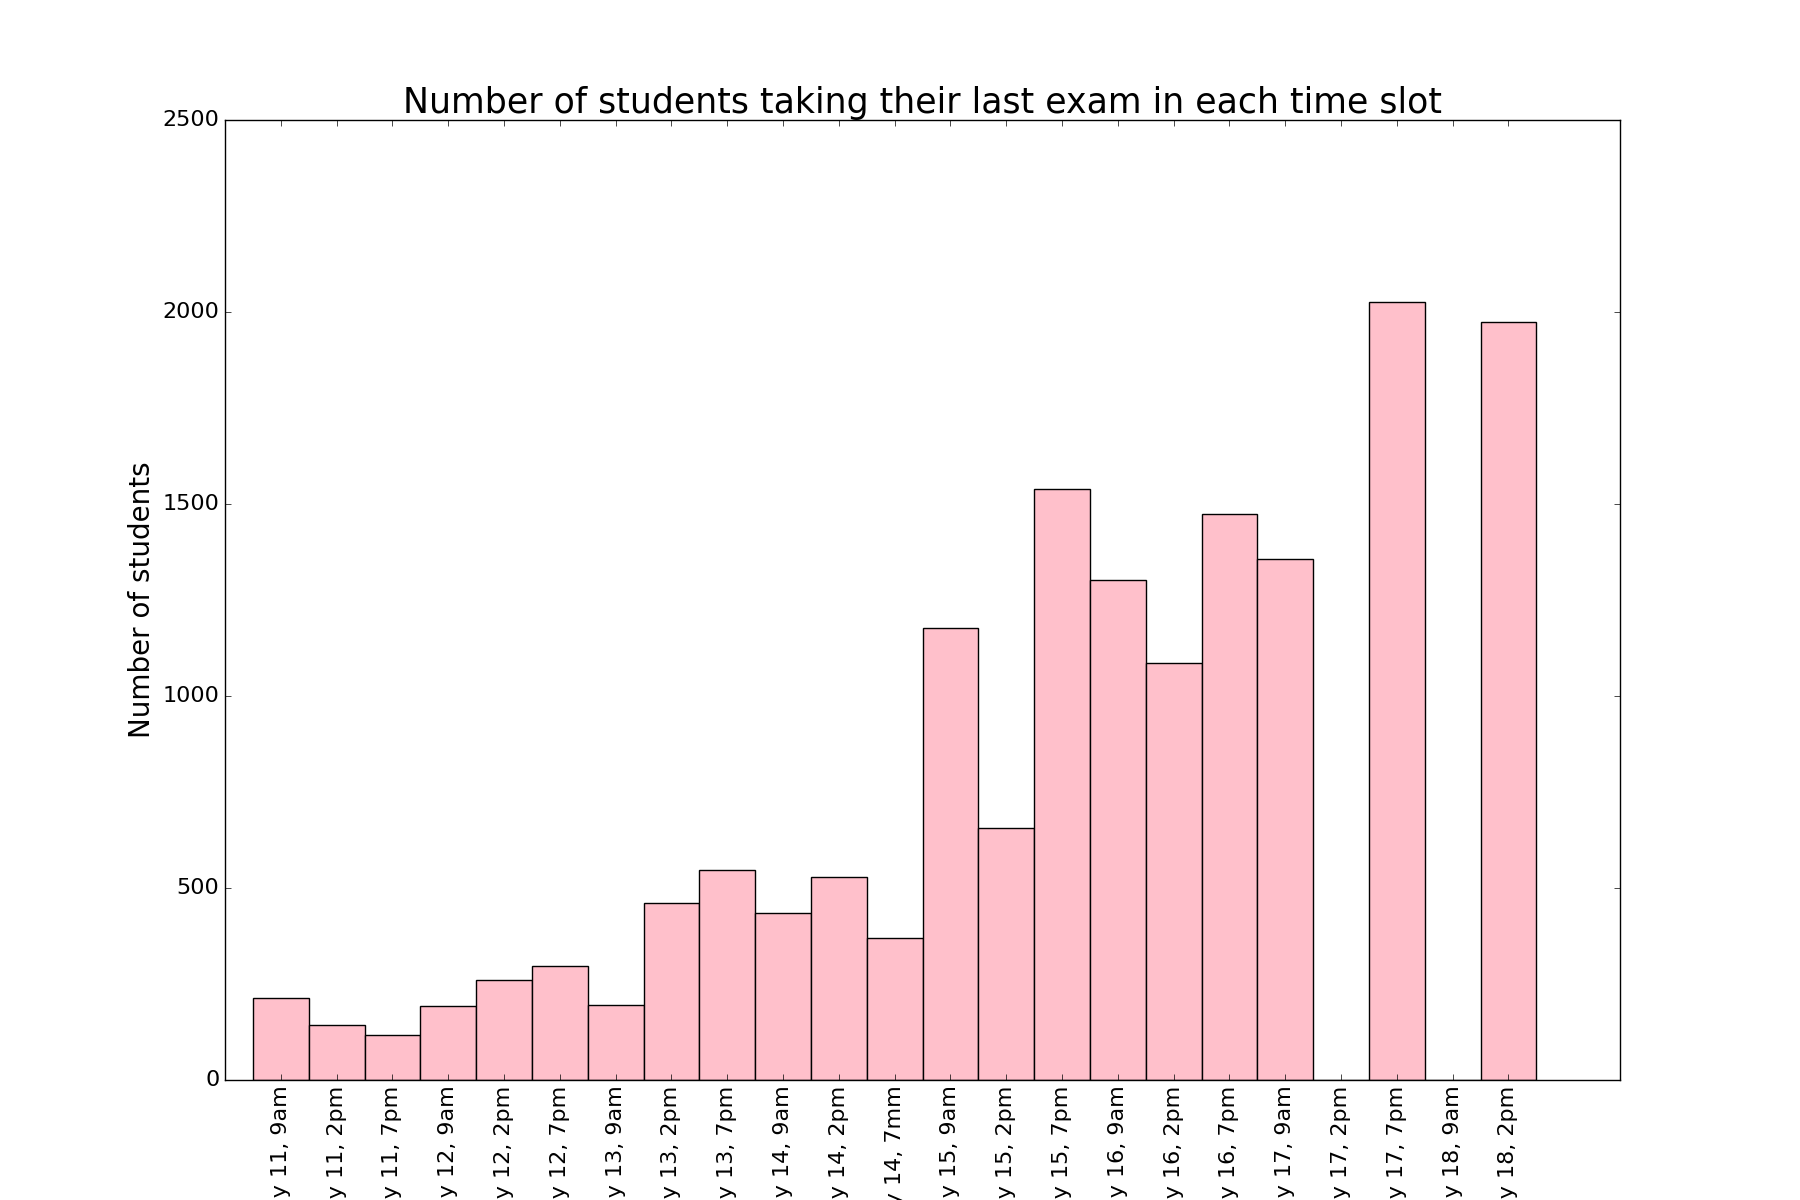 Number of students taking their last exam in each time slot
Number of students
2500
2000
1500
1000
500
0
y 11, 9am
y 11, 2pm
y 11, 7pm
y 12, 9am
y 12, 2pm
y 12, 7pm
y 13, 9am
y 13, 2pm
y 13, 7pm
y 14, 9am
y 14, 2pm
y 14, 7mm
y 15, 9am
y 15, 2pm
y 15, 7pm
y 16, 9am
y 16, 2pm
y 16, 7pm
y 17, 9am
y 17, 2pm
y 17, 7pm
y 18, 9am
y 18, 2pm